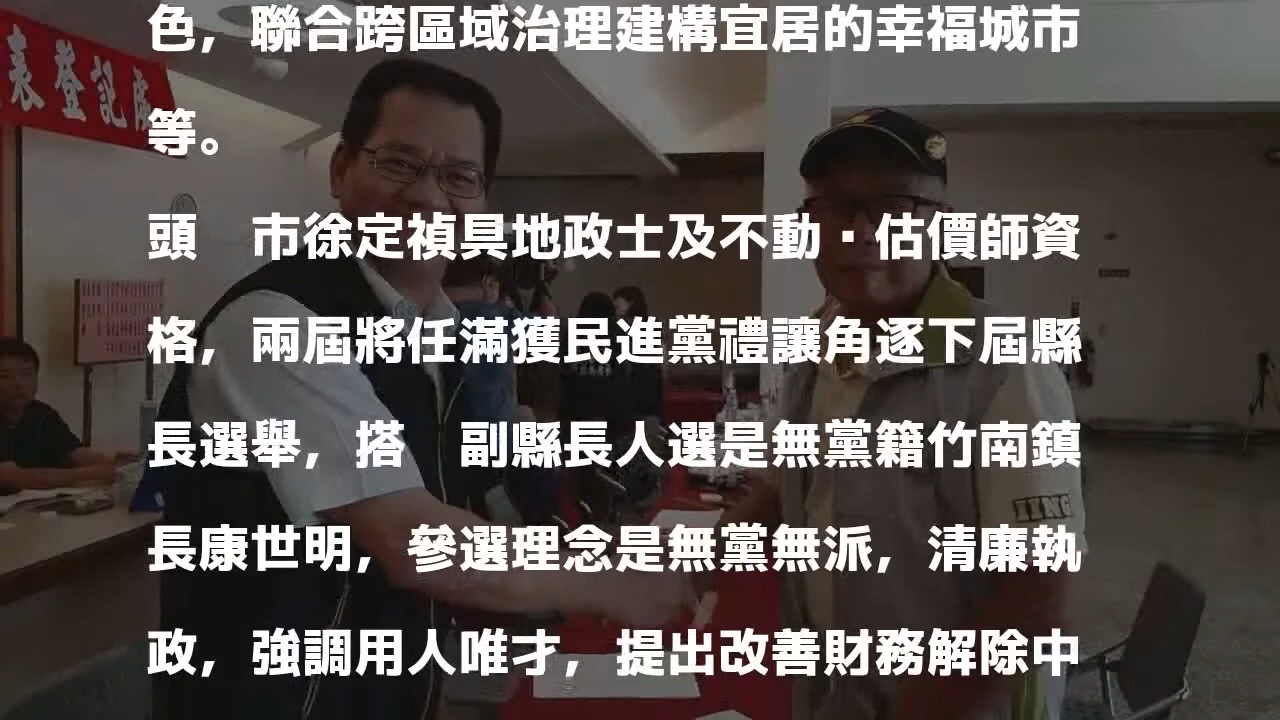 色，聯合跨區域治理建構宜居的幸福城市
等。
頭　市徐定禎具地政士及不動▪估價師資
格，兩屆將任滿獲民進黨禮讓角逐下屆縣
長選舉，搭　副縣長人選是無黨籍竹南鎮
長康世明，參選理念是無黨無派，清廉執
政，強調用人唯才，提出改善財務解除中
表登記處